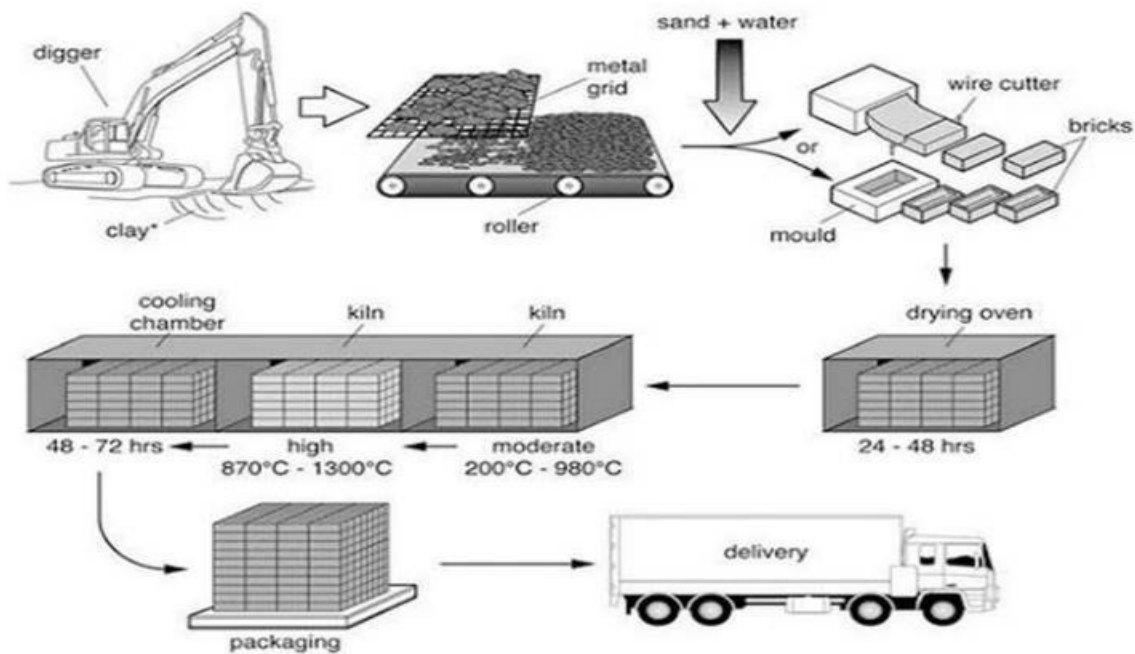 digger
clay*
metal
grid
roller
sand + water
or
wire cutter
bricks
mould
drying oven
24 - 48 hrs
kiln
moderate
200°C - 980°C
kiln
high
870°C - 1300°C
cooling
chamber
48 - 72 hrs
packaging
delivery